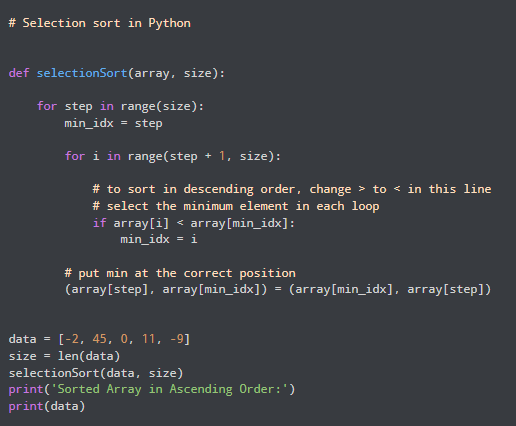 # Selection sort in Python
def selectionSort(array, size):
for step in range(size):
min_idx = step
for i in range(step + 1, size):
# to sort in descending order, change > to < in this line
# select the minimum element in each loop
if array[i] < array[min_idx]:
min_idx = i
# put min at the correct position
(array[step], array[min_idx]) = (array[min_idx], array[step])
data = [-2, 45, 0, 11, -9]
size = len(data)
selectionSort(data, size)
print('Sorted Array in Ascending Order:')
print(data)